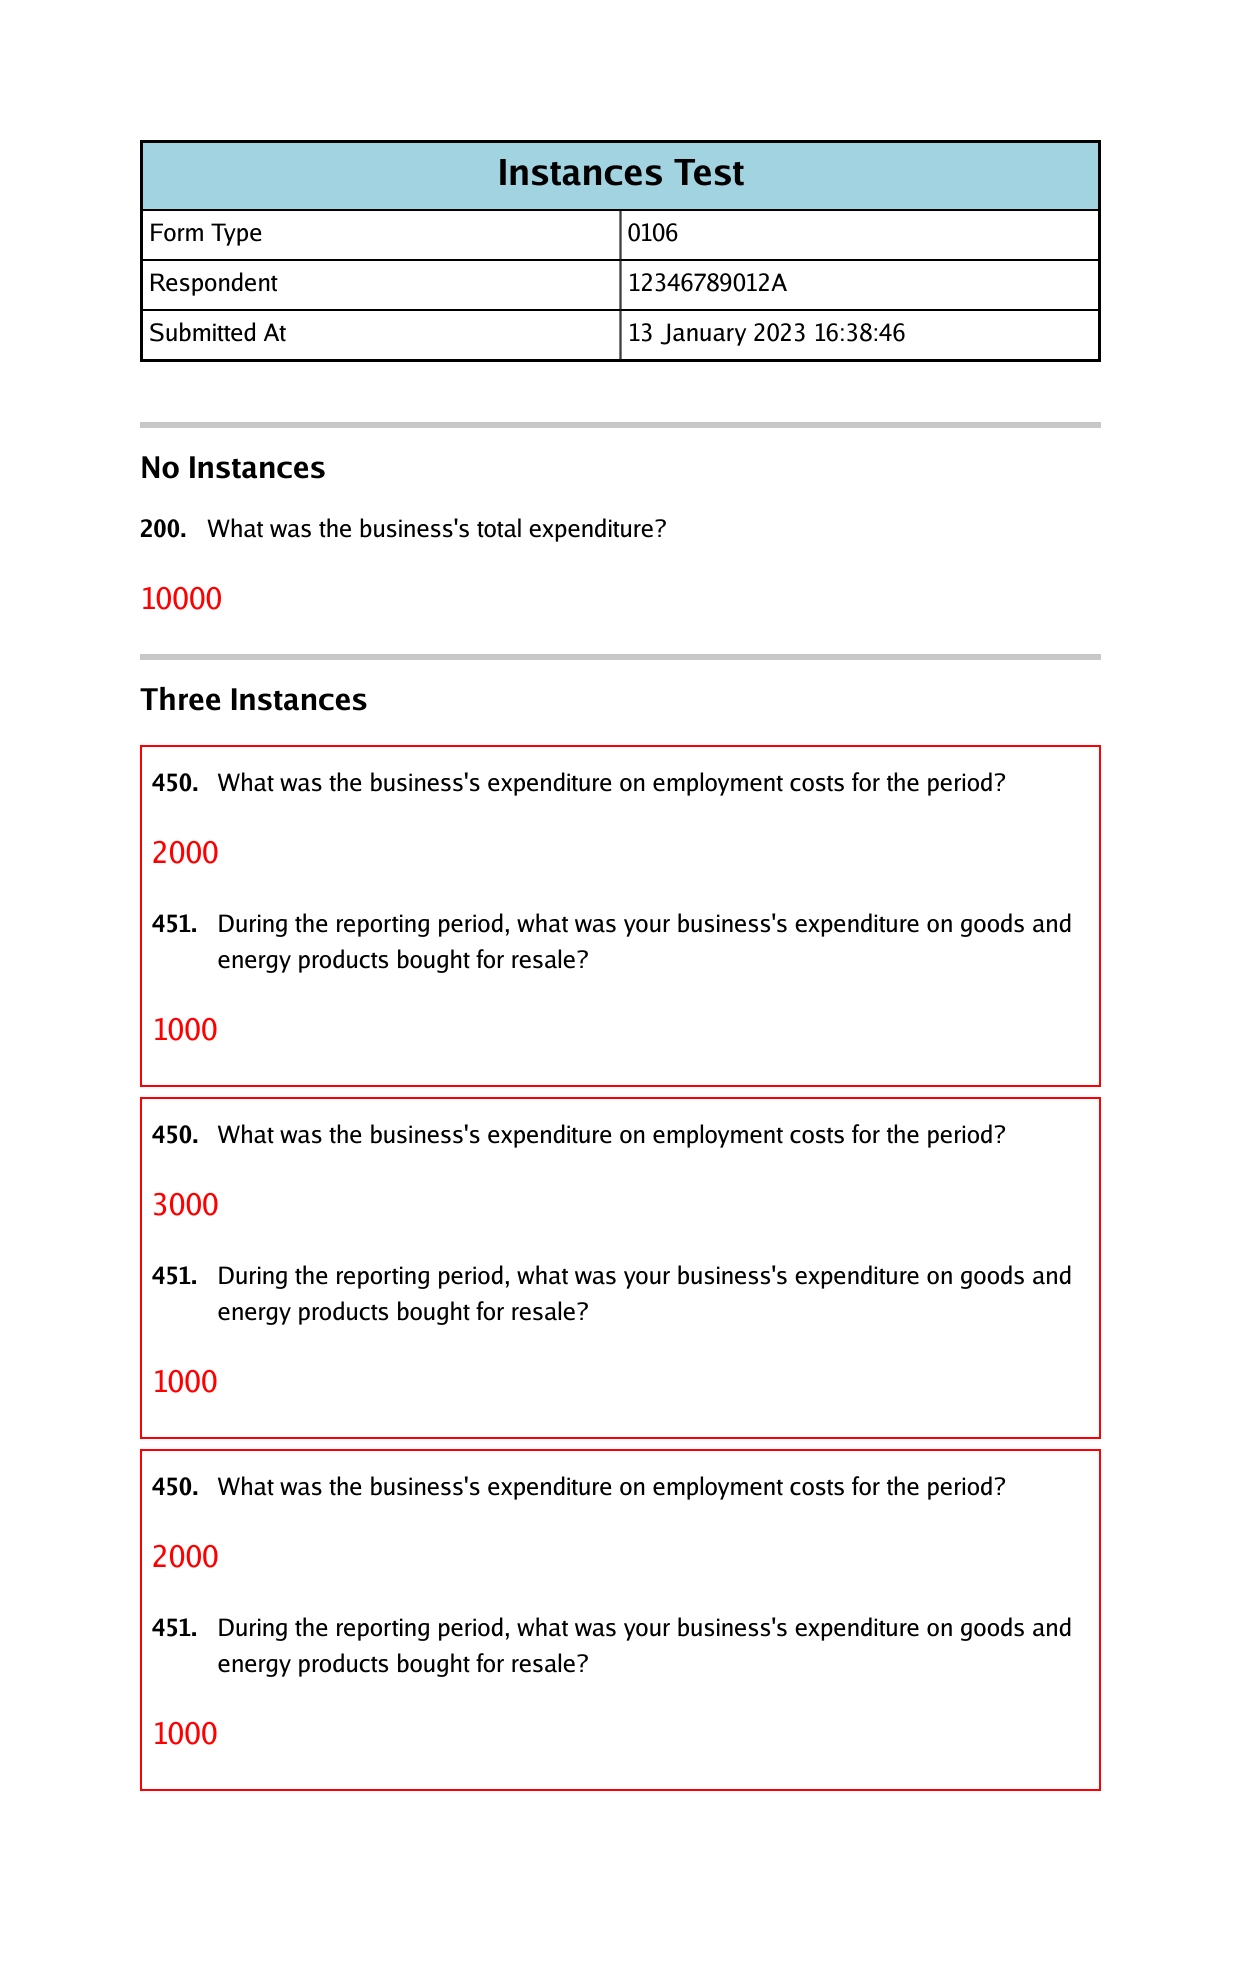 Instances Test
Form Type 0106
Respondent 12346789012A
Submitted At 13 January 2023 16:38:46
No Instances
200. What was the business's total expenditure?
10000
Three Instances
450. What was the business's expenditure on employment costs for the period?
2000
451. During the reporting period, what was your business's expenditure on goods and
energy products bought for resale?
1000
450. What was the business's expenditure on employment costs for the period?
3000
451. During the reporting period, what was your business's expenditure on goods and
energy products bought for resale?
1000
450. What was the business's expenditure on employment costs for the period?
2000
451. During the reporting period, what was your business's expenditure on goods and
energy products bought for resale?
1000